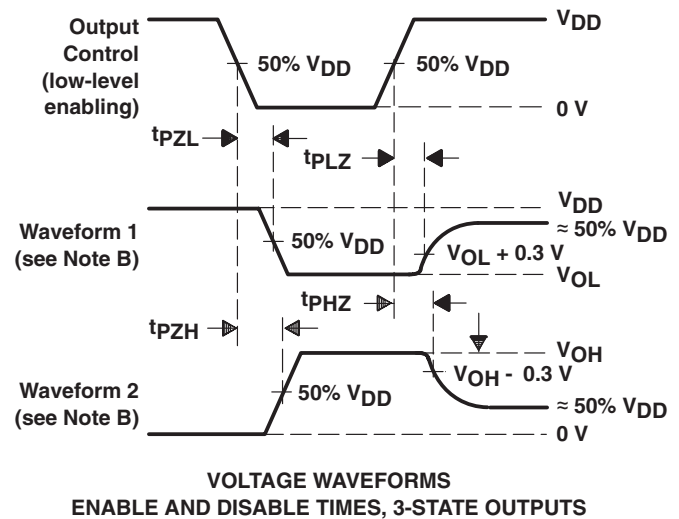 Output
Control
(low-level
enabling)
VDD
50% VDD
50% VDD
0 V
tPZL
tPLZ
VDD
Waveform 1
(see Note B)
50% VDD
≈ 50% VDD
VOL + 0.3 V
VOL
tPHZ
tPZH
VOH
Waveform 2
(see Note B)
50% VDD
VOH - 0.3 V
≈ 50% VDD
0 V
VOLTAGE WAVEFORMS
ENABLE AND DISABLE TIMES, 3-STATE OUTPUTS